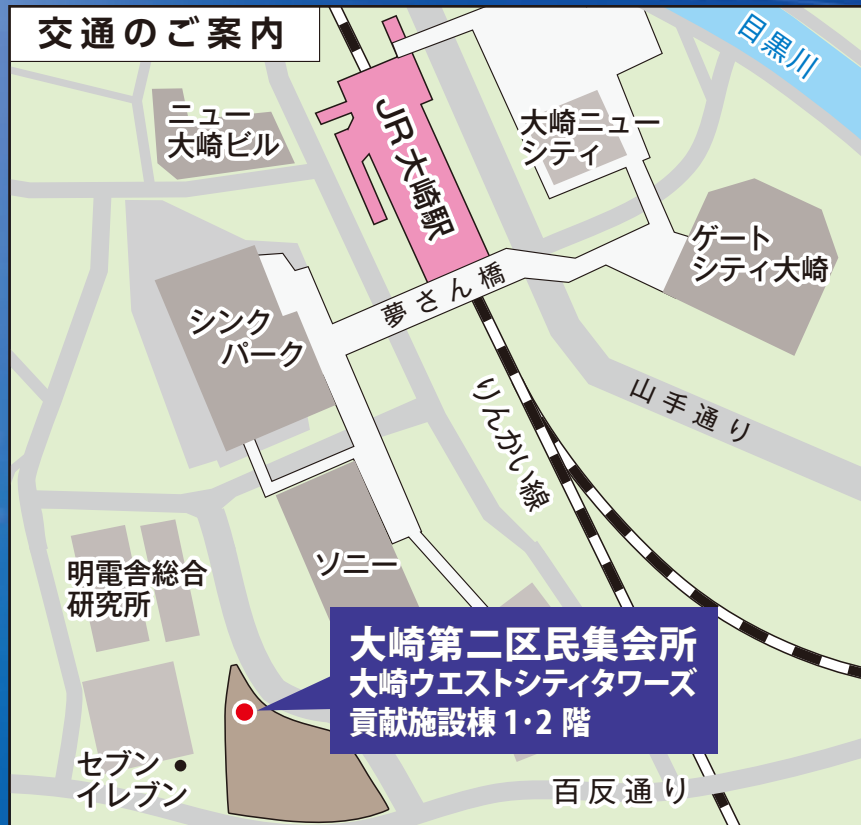 交通のご案内
目黒川
ニュー
大崎ビル
JR大崎駅
大崎ニュー
シティ
ゲート
シティ大崎
夢さん橋
シンク
パーク
りんかい線
山手通り
ソニー
明電舎総合
研究所
大崎第二区民集会所
大崎ウエストシティタワーズ
貢献施設棟 1・2 階
セブン
イレブン
百反通り